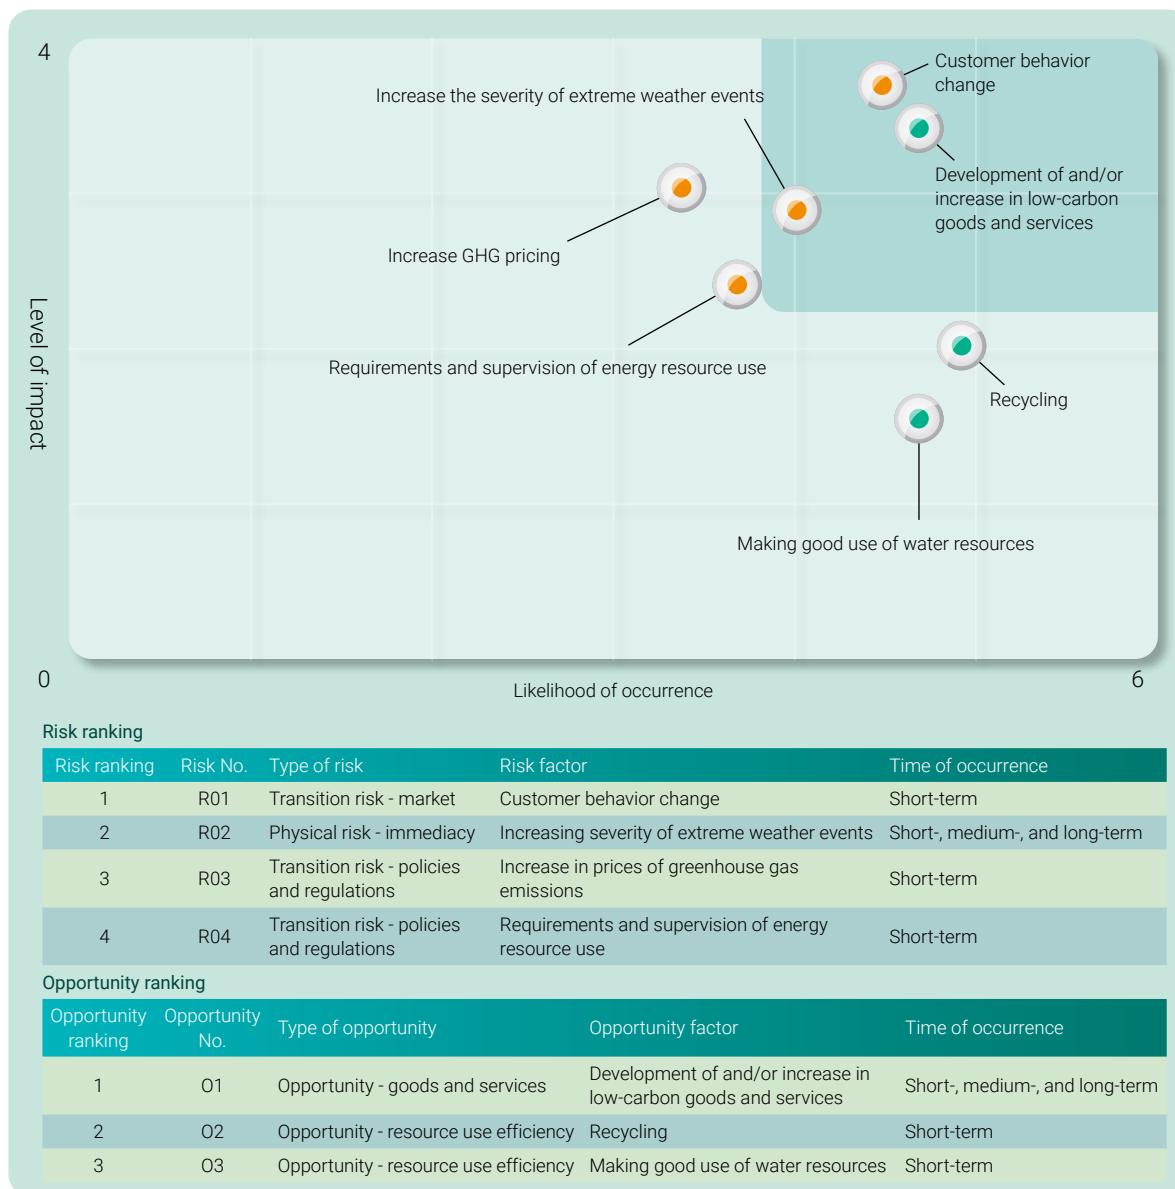 4
Customer behavior
change
Increase the severity of extreme weather events
Development of and/or
increase in low-carbon
goods and services
Increase GHG pricing
Level of impact
Requirements and supervision of energy resource use
Recycling
Making good use of water resources
0
Likelihood of occurrence
6
Risk ranking
Risk ranking Risk No. Type of risk Risk factor Time of occurrence
1 R01 Transition risk - market Customer behavior change Short-term
2 R02 Physical risk - immediacy Increasing severity of extreme weather events Short-, medium-, and long-term
3 R03 Transition risk - policies and regulations Increase in prices of greenhouse gas emissions Short-term
4 R04 Transition risk - policies and regulations Requirements and supervision of energy resource use Short-term
Opportunity ranking
Opportunity ranking Opportunity No. Type of opportunity Opportunity factor Time of occurrence
1 O1 Opportunity - goods and services Development of and/or increase in low-carbon goods and services Short-, medium-, and long-term
2 O2 Opportunity - resource use efficiency Recycling Short-term
3 O3 Opportunity - resource use efficiency Making good use of water resources Short-term